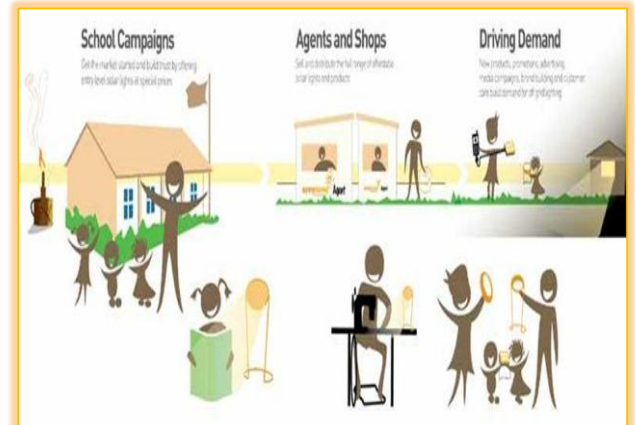 School Campaigns
Get the market started and build trust by offering
entry level solar lights at special prices
Agents and Shops
Sell and distribute the full range of affordable
solar lights and products
Driving Demand
New products, promotions, advertising,
media campaigns, brand building and customer
care build demand for off grid lighting
Agent
Agent